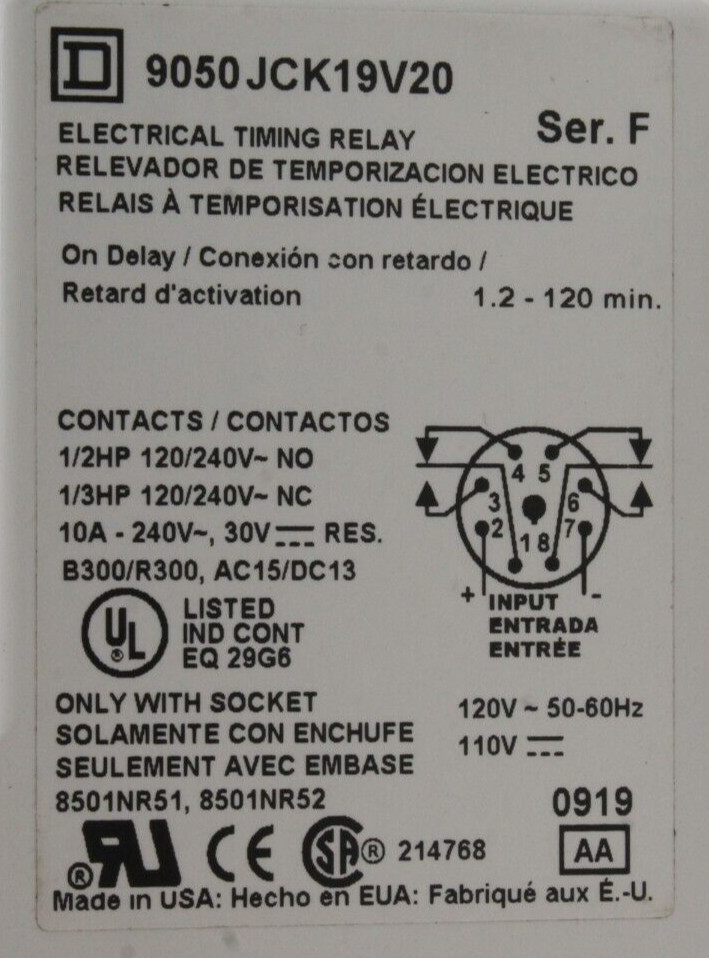 D 9050JCK19V20
Ser. F
ELECTRICAL TIMING RELAY
RELEVADOR DE TEMPORIZACION ELECTRICO
RELAIS À TEMPORISATION ÉLECTRIQUE
On Delay / Conexión con retardo /
Retard d'activation 1.2 - 120 min.
CONTACTS / CONTACTOS
1/2HP 120/240V~ NO
1/3HP 120/240V~ NC
10A - 240V~, 30V⎓ RES.
B300/R300, AC15/DC13
4 5
3 6
2 7
1 8
+ INPUT -
ENTRADA
ENTRÉE
UL ®
LISTED
IND CONT
EQ 29G6
ONLY WITH SOCKET
SOLAMENTE CON ENCHUFE
SEULEMENT AVEC EMBASE
8501NR51, 8501NR52
120V ~ 50-60Hz
110V ⎓
0919
®RU CE SA® 214768 AA
Made in USA: Hecho en EUA: Fabriqué aux É.-U.